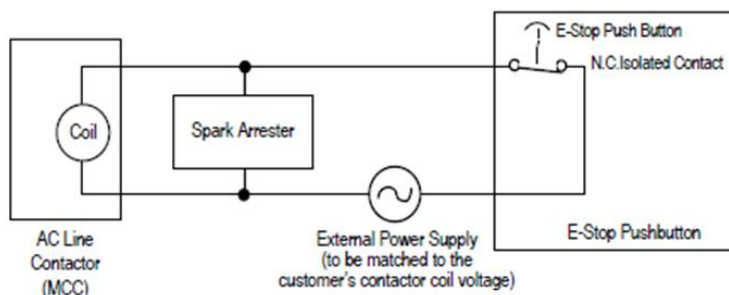 E-Stop Push Button
N.C.Isolated Contact
Coil
Spark Arrester
AC Line
Contactor
(MCC)
External Power Supply
(to be matched to the
customer's contactor coil voltage)
E-Stop Pushbutton